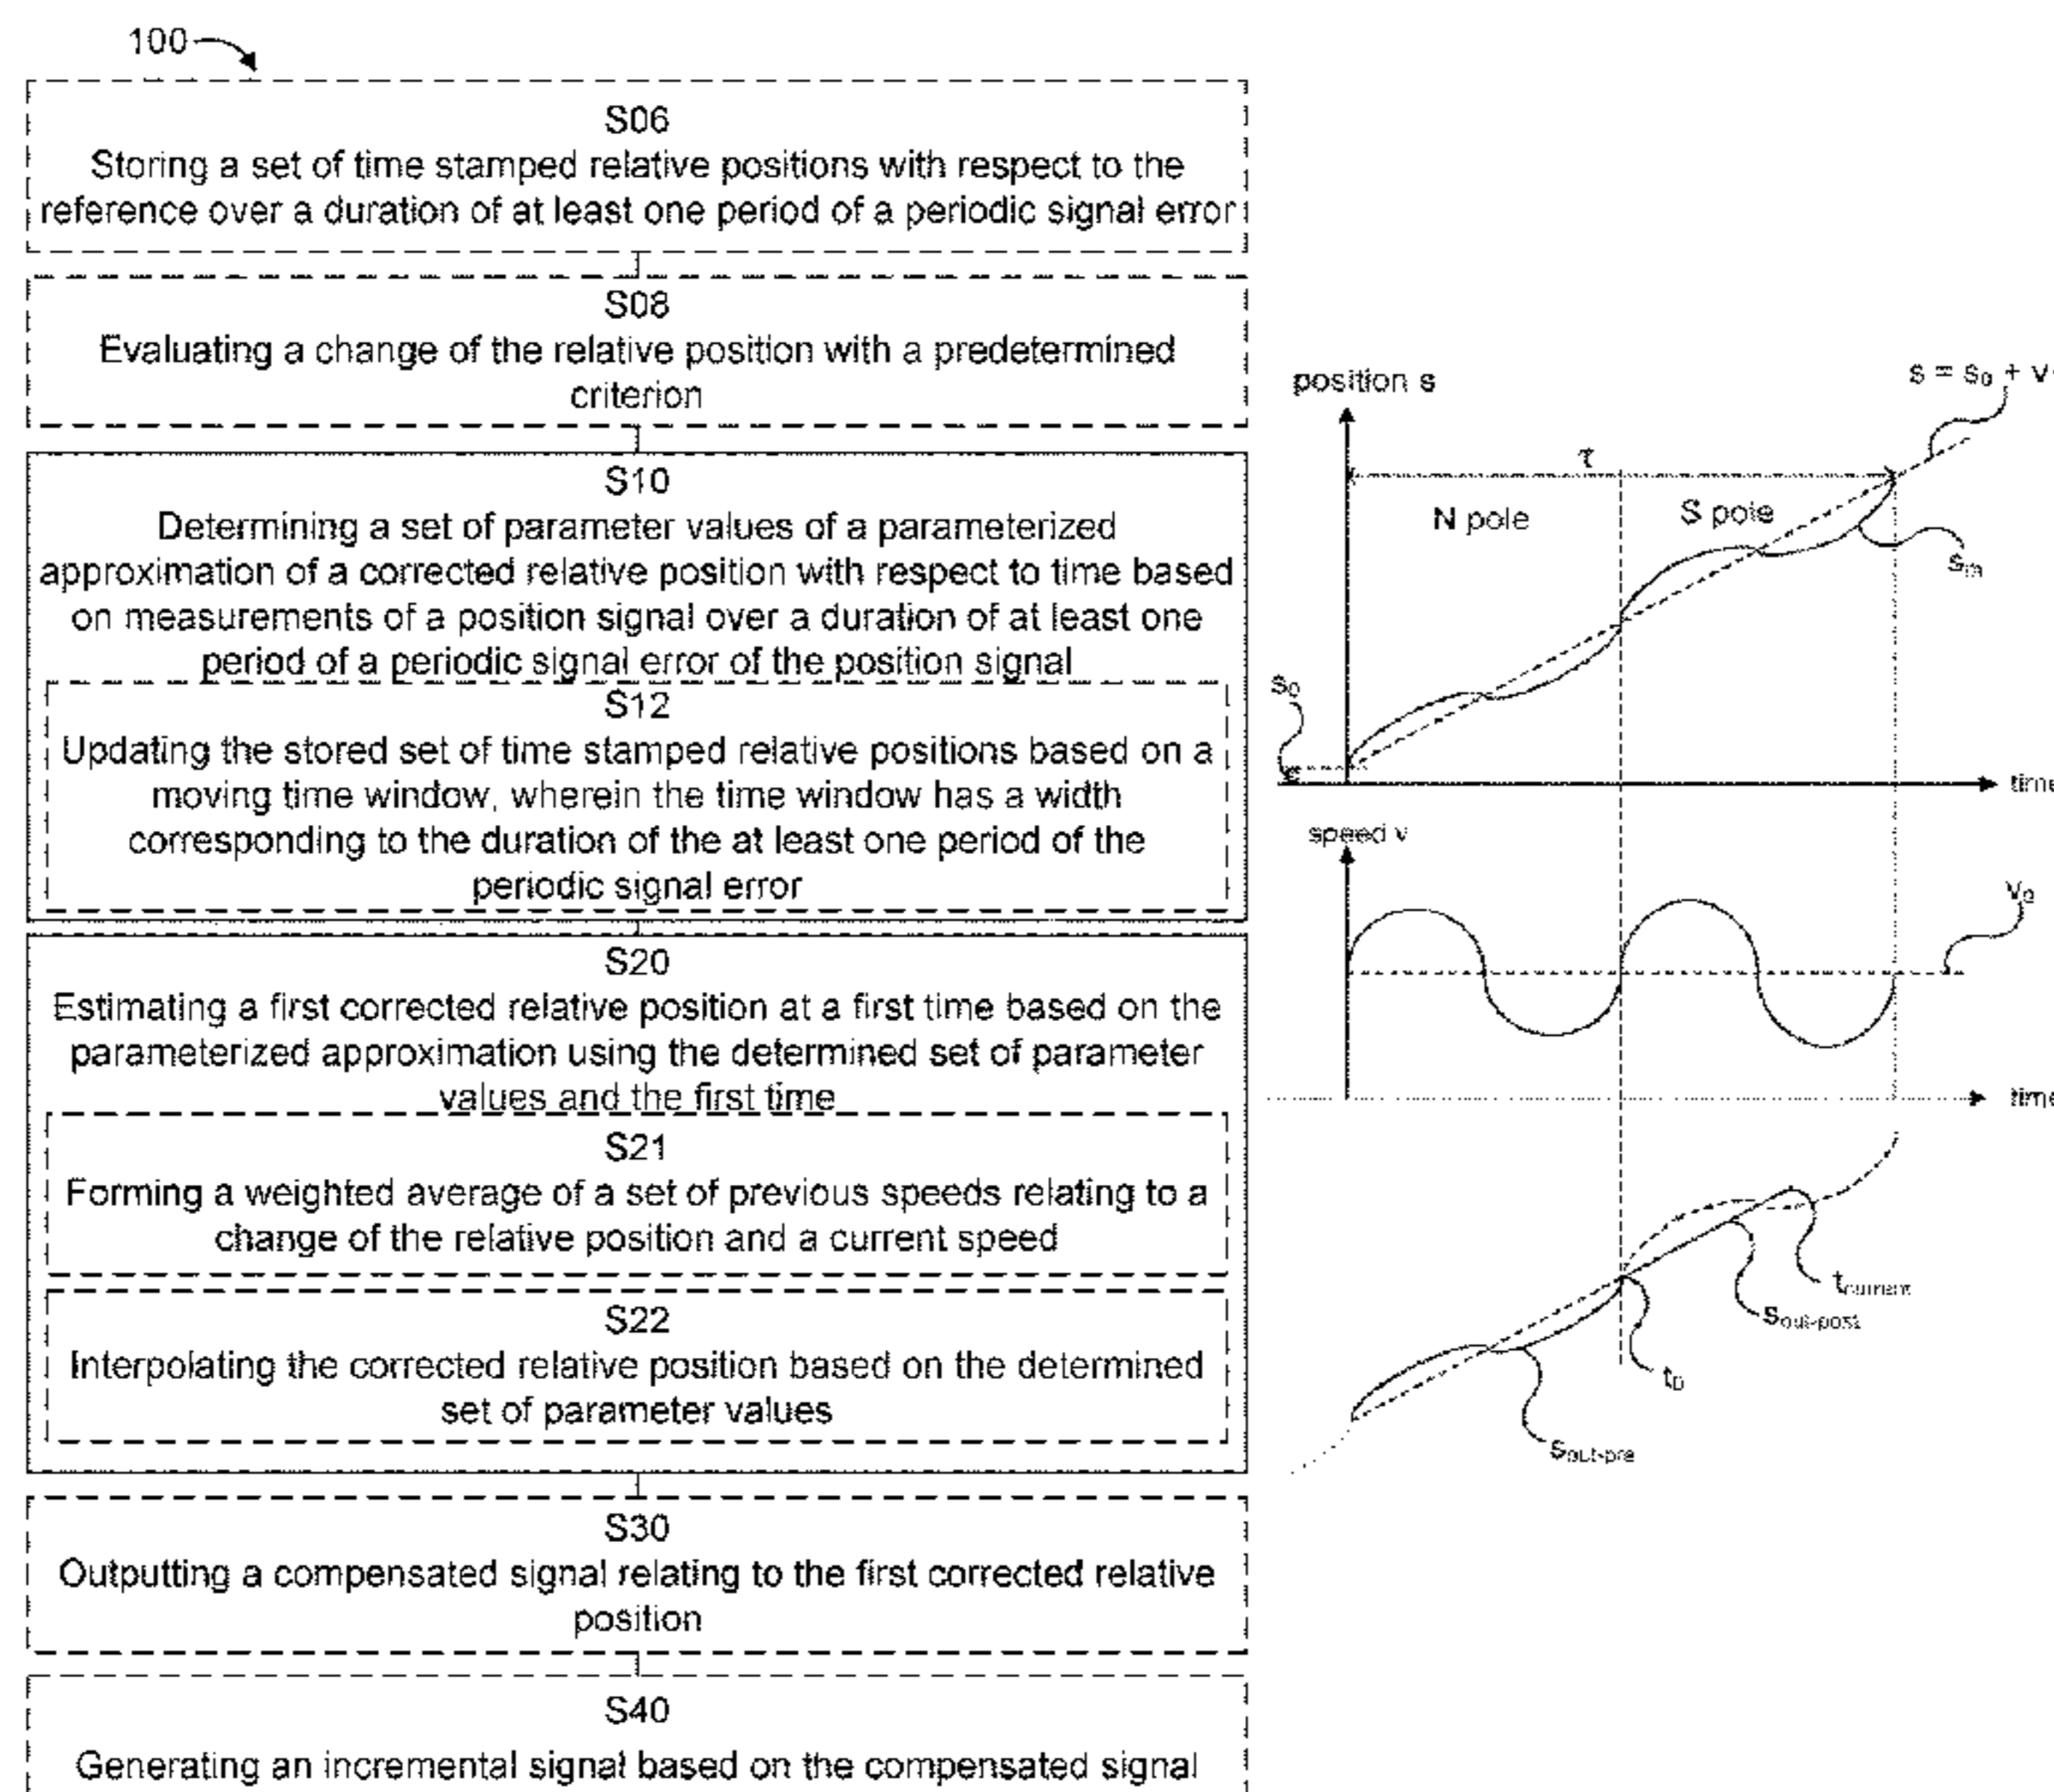 100
S06
Storing a set of time stamped relative positions with respect to the
reference over a duration of at least one period of a periodic signal error
S08
Evaluating a change of the relative position with a predetermined
criterion
S10
Determining a set of parameter values of a parameterized
approximation of a corrected relative position with respect to time based
on measurements of a position signal over a duration of at least one
period of a periodic signal error of the position signal
S12
Updating the stored set of time stamped relative positions based on a
moving time window, wherein the time window has a width
corresponding to the duration of the at least one period of the
periodic signal error
S20
Estimating a first corrected relative position at a first time based on the
parameterized approximation using the determined set of parameter
values and the first time
S21
Forming a weighted average of a set of previous speeds relating to a
change of the relative position and a current speed
S22
Interpolating the corrected relative position based on the determined
set of parameter values
S30
Outputting a compensated signal relating to the first corrected relative
position
S40
Generating an incremental signal based on the compensated signal
position s
s = s₀ + v
τ
N pole
S pole
sₘ
s₀
time
speed v
v₀
time
t_current
s_out-post
t₀
s_out-pre